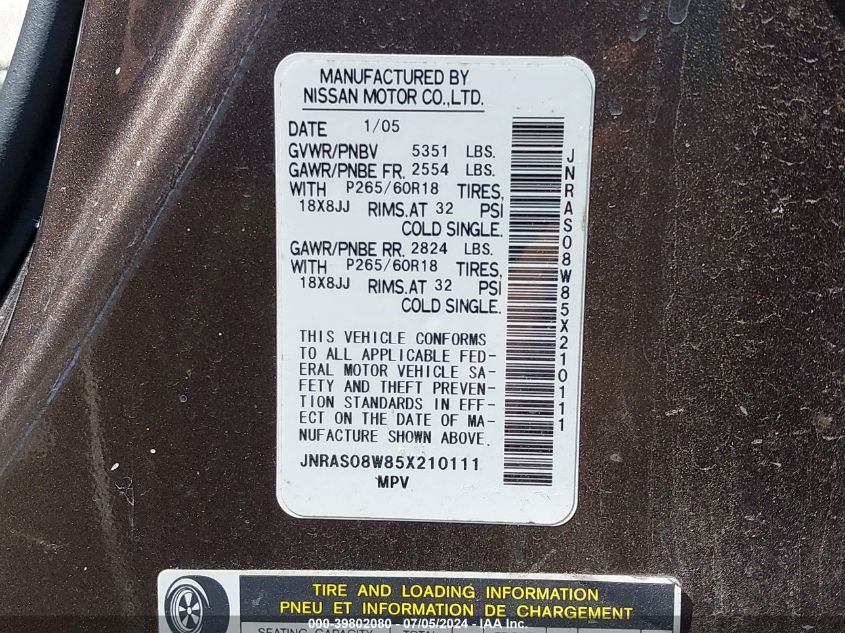 MANUFACTURED BY
NISSAN MOTOR CO.,LTD.
DATE 1/05
GVWR/PNBV 5351 LBS.
GAWR/PNBE FR. 2554 LBS.
WITH P265/60R18 TIRES,
18X8JJ RIMS.AT 32 PSI
COLD SINGLE.
GAWR/PNBE RR. 2824 LBS.
WITH P265/60R18 TIRES,
18X8JJ RIMS.AT 32 PSI
COLD SINGLE.
THIS VEHICLE CONFORMS
TO ALL APPLICABLE FED-
ERAL MOTOR VEHICLE SA-
FETY AND THEFT PREVEN-
TION STANDARDS IN EFF-
ECT ON THE DATE OF MA-
NUFACTURE SHOWN ABOVE.
JNRAS08W85X210111
MPV
JNRAS08W85X210111
TIRE AND LOADING INFORMATION
PNEU ET INFORMATION DE CHARGEMENT
000-39802080 - 07/05/2024 - IAA Inc.
SEATING CAPACITY TOTAL